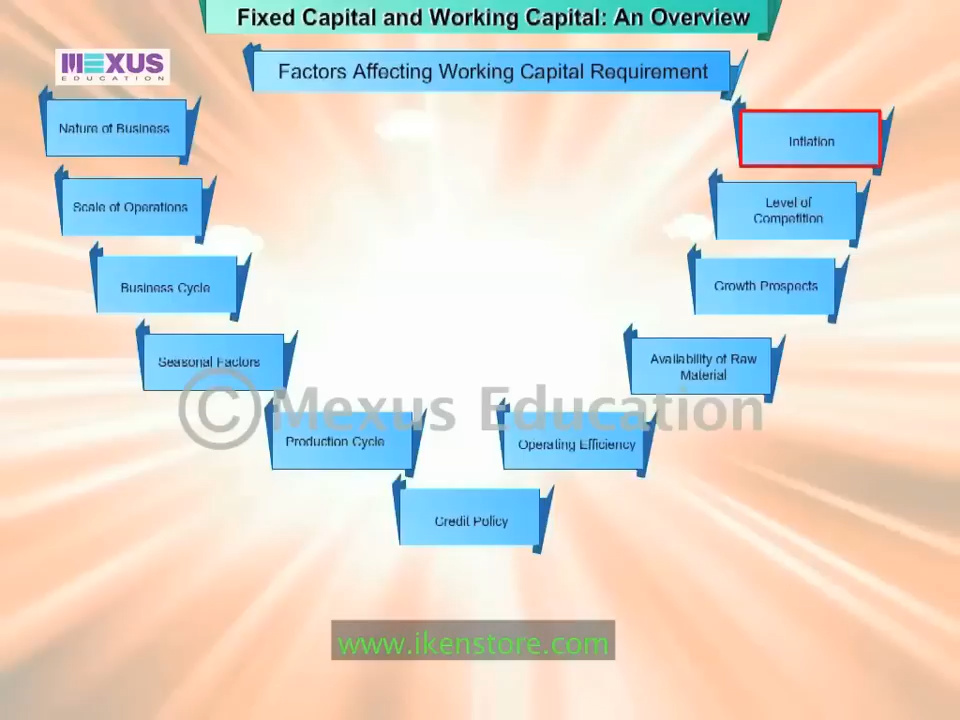 Fixed Capital and Working Capital: An Overview
MEXUS
EDUCATION
Factors Affecting Working Capital Requirement
Nature of Business
Inflation
Scale of Operations
Level of
Competition
Business Cycle
Growth Prospects
Seasonal Factors
Availability of Raw
Material
© Mexus Education
Production Cycle
Operating Efficiency
Credit Policy
www.ikenstore.com